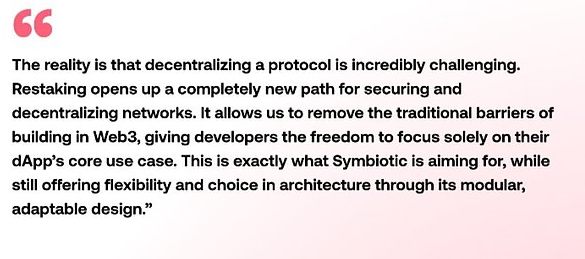 “
The reality is that decentralizing a protocol is incredibly challenging.
Restaking opens up a completely new path for securing and
decentralizing networks. It allows us to remove the traditional barriers of
building in Web3, giving developers the freedom to focus solely on their
dApp’s core use case. This is exactly what Symbiotic is aiming for, while
still offering flexibility and choice in architecture through its modular,
adaptable design.”